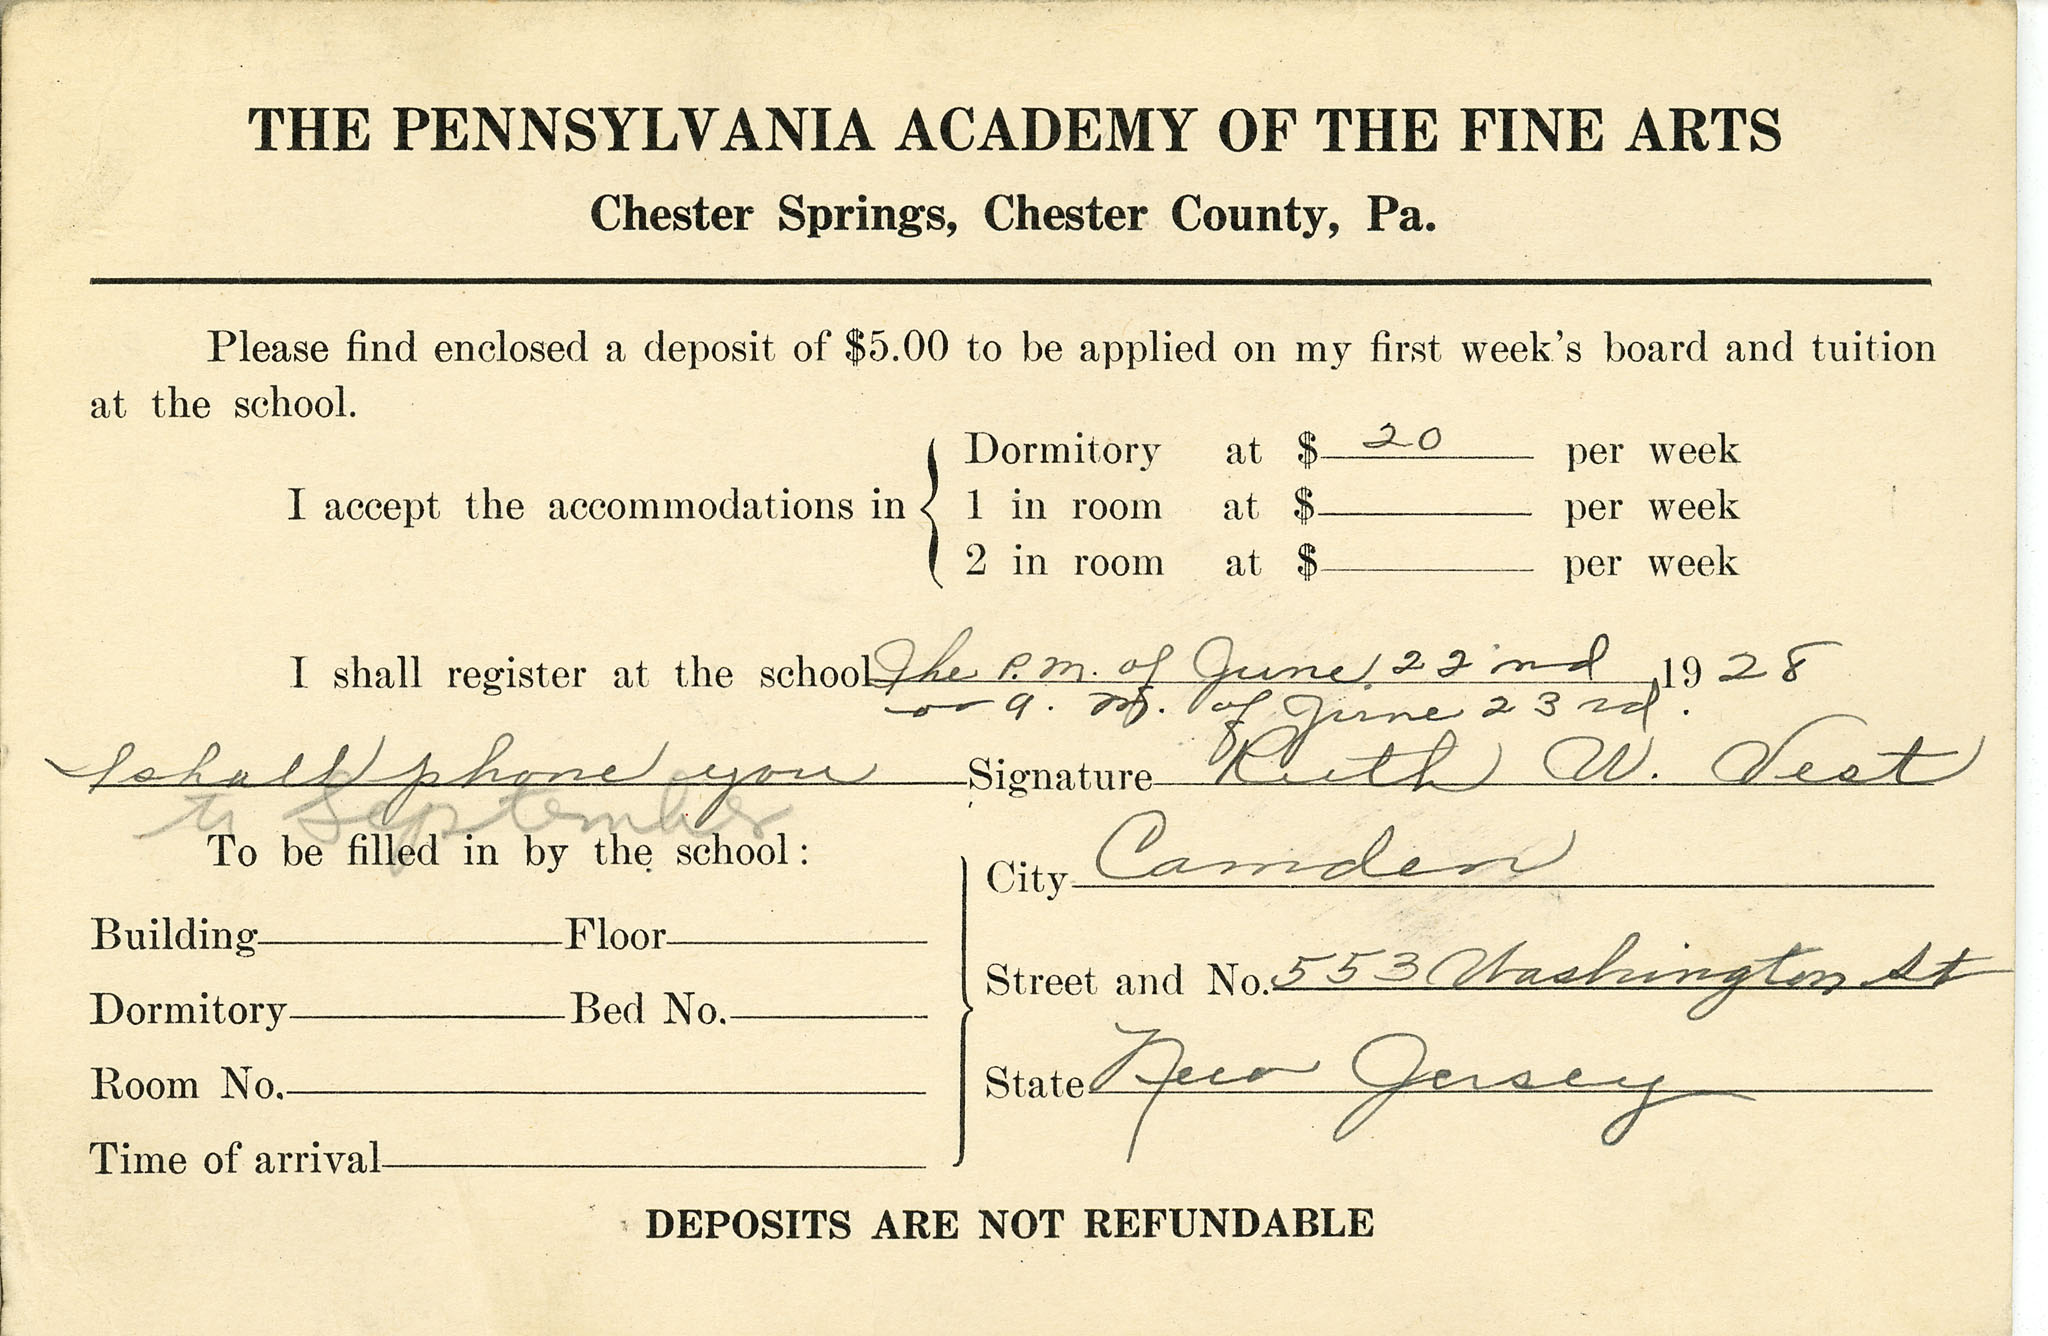 THE PENNSYLVANIA ACADEMY OF THE FINE ARTS
Chester Springs, Chester County, Pa.
Please find enclosed a deposit of $5.00 to be applied on my first week's board and tuition
at the school.
I accept the accommodations in
Dormitory at $ 20 per week
1 in room at $ per week
2 in room at $ per week
I shall register at the school The P.M. of June 22nd 1928
or a. m. of June 23rd.
I shall phone you
Signature Ruth W. Vest
to September
To be filled in by the school:
City Camden
Building Floor
Street and No. 553 Washington St
Dormitory Bed No.
State New Jersey
Room No.
Time of arrival
DEPOSITS ARE NOT REFUNDABLE